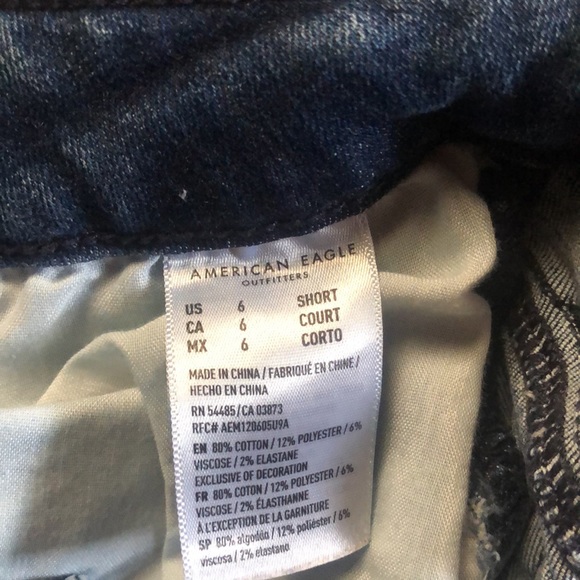 AMERICAN EAGLE
OUTFITTERS
US 6 SHORT
CA 6 COURT
MX 6 CORTO
MADE IN CHINA / FABRIQUÉ EN CHINE /
HECHO EN CHINA
RN 54485 / CA 03873
RFC# AEM120605U9A
EN 80% COTTON / 12% POLYESTER / 6%
VISCOSE / 2% ELASTANE
EXCLUSIVE OF DECORATION
FR 80% COTON / 12% POLYESTER / 6%
VISCOSE / 2% ÉLASTHANNE
À L'EXCEPTION DE LA GARNITURE
SP 80% algodón / 12% poliéster / 6%
viscosa / 2% elastano